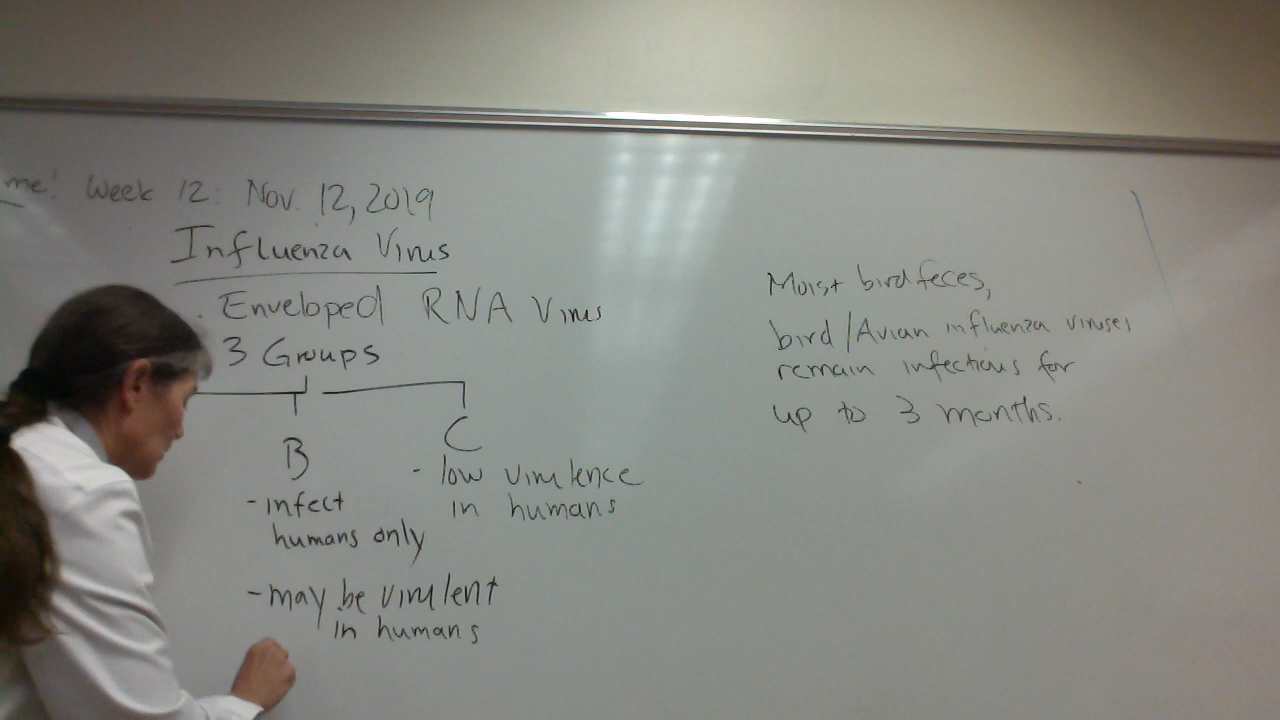 me! Week 12: Nov. 12, 2019
Influenza Virus
. Enveloped RNA Virus
3 Groups
B
- infect
humans only
- may be virulent
in humans
C
- low virulence
in humans
Moist bird feces,
bird/Avian influenza viruses
remain infectious for
up to 3 months.